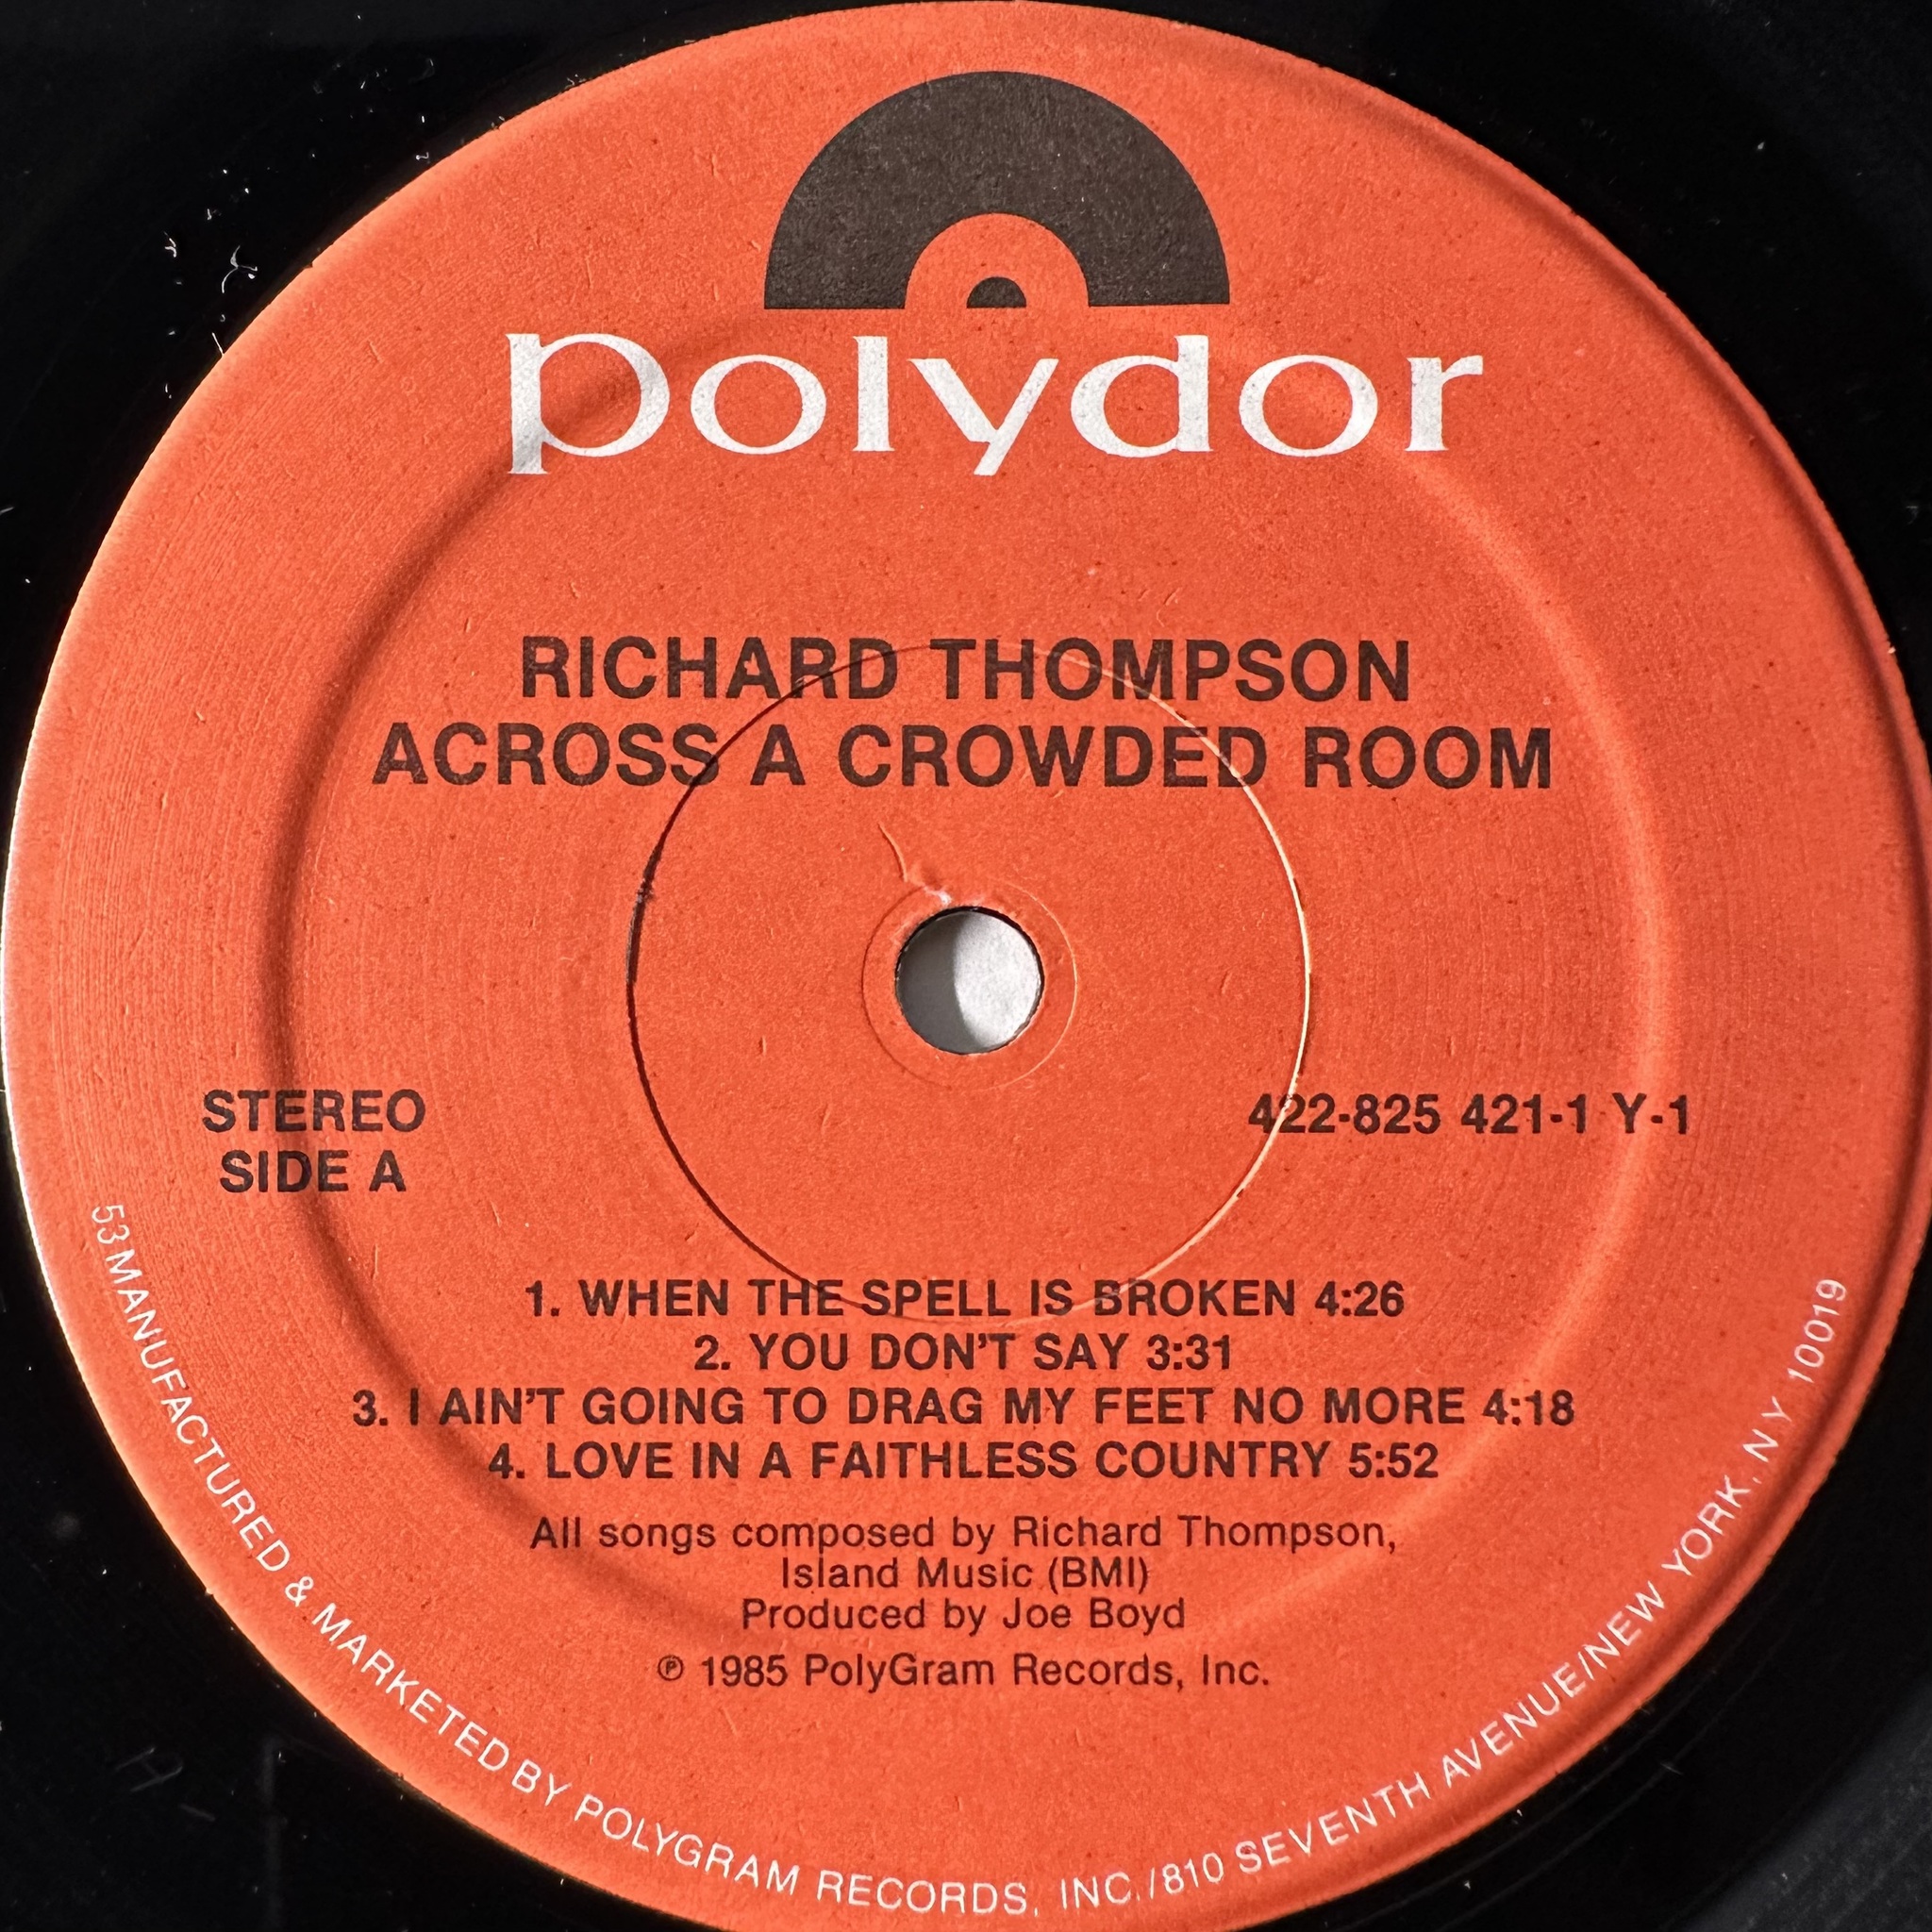 polydor
RICHARD THOMPSON
ACROSS A CROWDED ROOM
STEREO
SIDE A
422-825 421-1 Y-1
1. WHEN THE SPELL IS BROKEN 4:26
2. YOU DON'T SAY 3:31
3. I AIN'T GOING TO DRAG MY FEET NO MORE 4:18
4. LOVE IN A FAITHLESS COUNTRY 5:52
All songs composed by Richard Thompson,
Island Music (BMI)
Produced by Joe Boyd
℗ 1985 PolyGram Records, Inc.
53 MANUFACTURED & MARKETED BY POLYGRAM RECORDS, INC./810 SEVENTH AVENUE/NEW YORK, N.Y. 10019